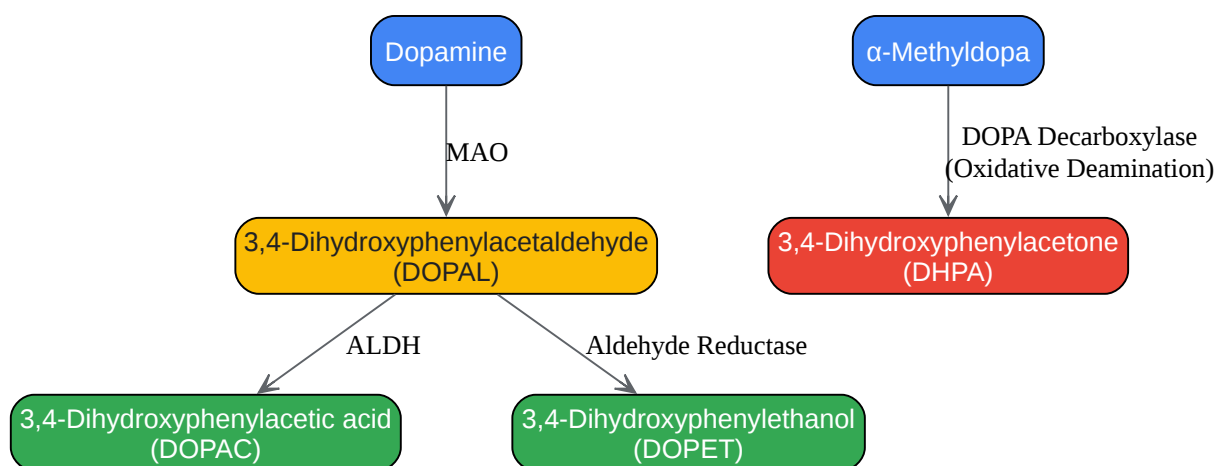 Dopamine
α-Methyldopa
MAO
DOPA Decarboxylase
(Oxidative Deamination)
3,4-Dihydroxyphenylacetaldehyde
(DOPAL)
3,4-Dihydroxyphenylacetone
(DHPA)
ALDH
Aldehyde Reductase
3,4-Dihydroxyphenylacetic acid
(DOPAC)
3,4-Dihydroxyphenylethanol
(DOPET)